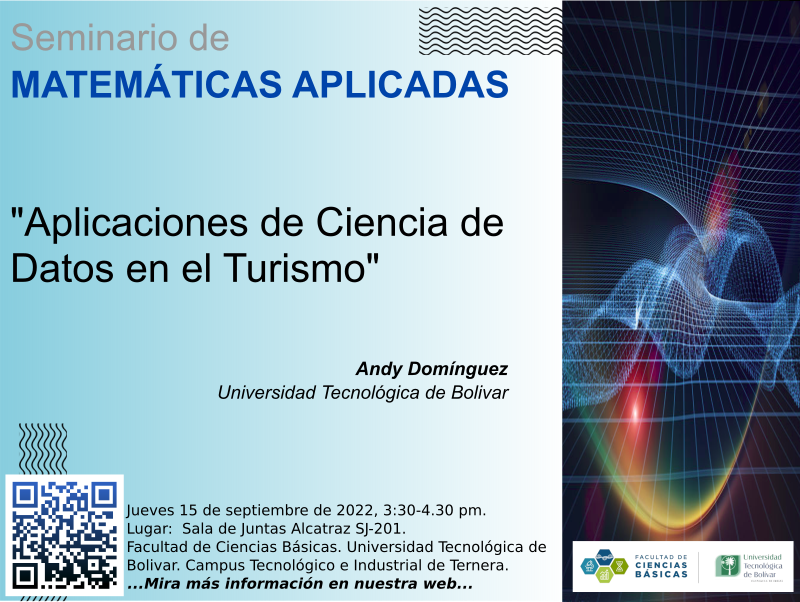 Seminario de
MATEMÁTICAS APLICADAS
"Aplicaciones de Ciencia de
Datos en el Turismo"
Andy Domínguez
Universidad Tecnológica de Bolivar
Jueves 15 de septiembre de 2022, 3:30-4.30 pm.
Lugar:  Sala de Juntas Alcatraz SJ-201.
Facultad de Ciencias Básicas. Universidad Tecnológica de
Bolivar. Campus Tecnológico e Industrial de Ternera.
...Mira más información en nuestra web...
FACULTAD DE
CIENCIAS
BÁSICAS
Universidad
Tecnológica
de Bolívar